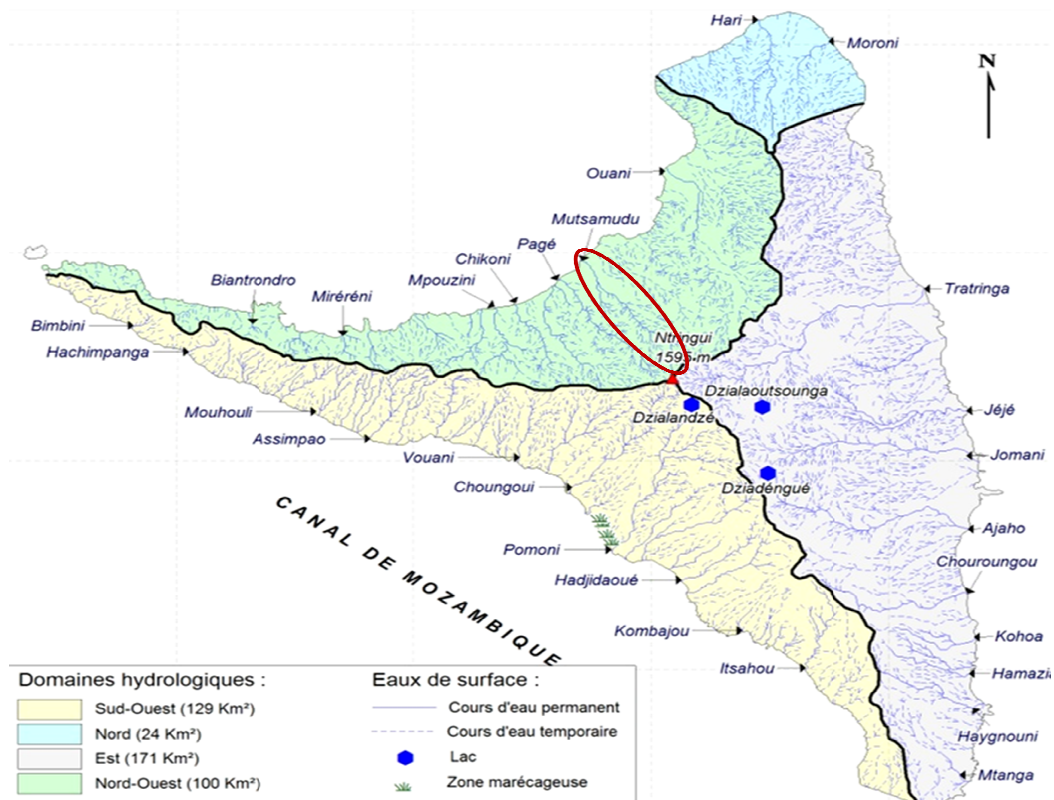 Hari
Moroni
N
Ouani
Mutsamudu
Pagé
Chikoni
Mpouzini
Biantrondro
Miréréni
Tratringa
Bimbini
Hachimpanga
Ntringui
1595 m
Dzialaoutsounga
Dzialandzé
Mouhouli
Jéjé
Assimpao
Vouani
Jomani
Choungoui
Dziadéngué
CANAL DE MOZAMBIQUE
Ajaho
Pomoni
Chouroungou
Hadjidaoué
Kombajou
Kohoa
Itsahou
Hamazia
Haygnouni
Mtanga
Domaines hydrologiques :
Sud-Ouest (129 Km²)
Nord (24 Km²)
Est (171 Km²)
Nord-Ouest (100 Km²)
Eaux de surface :
Cours d'eau permanent
Cours d'eau temporaire
Lac
Zone marécageuse